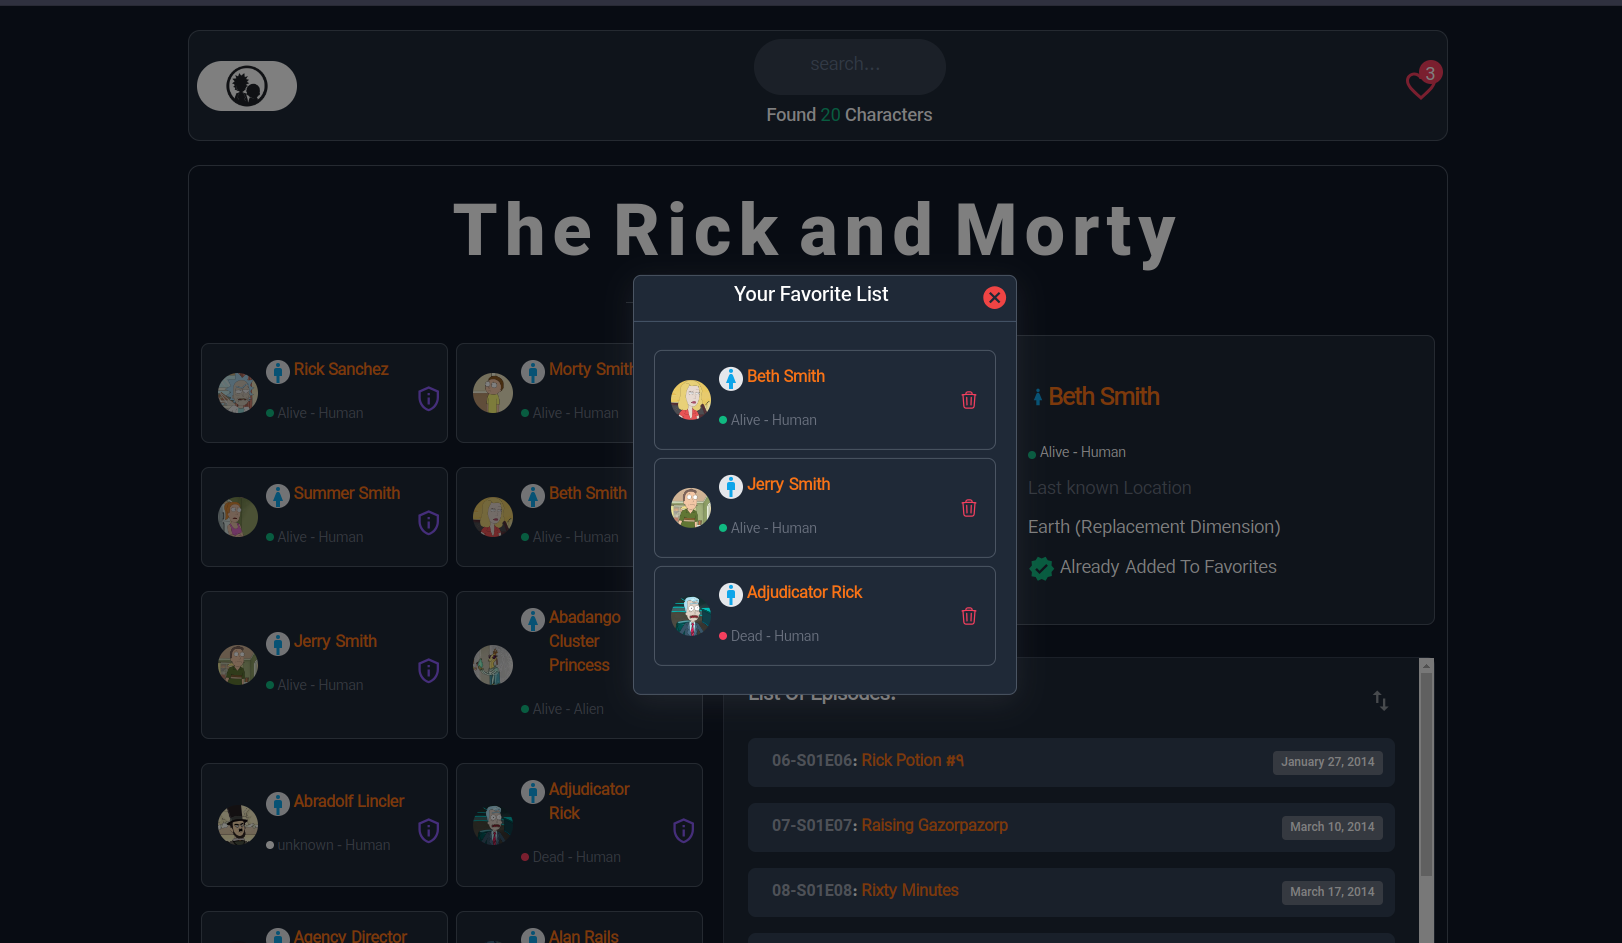 search...
3
Found 20 Characters
The Rick and Morty
Your Favorite List
Beth Smith
Alive - Human
Jerry Smith
Alive - Human
Adjudicator Rick
Dead - Human
Rick Sanchez
Alive - Human
Morty Smith
Alive - Human
Summer Smith
Alive - Human
Beth Smith
Alive - Human
Jerry Smith
Alive - Human
Abadango
Cluster
Princess
Alive - Alien
Abradolf Lincler
unknown - Human
Adjudicator
Rick
Dead - Human
Agency Director
Alan Rails
Beth Smith
Alive - Human
Last known Location
Earth (Replacement Dimension)
Already Added To Favorites
List Of Episodes:
06-S01E06: Rick Potion #۹
January 27, 2014
07-S01E07: Raising Gazorpazorp
March 10, 2014
08-S01E08: Rixty Minutes
March 17, 2014